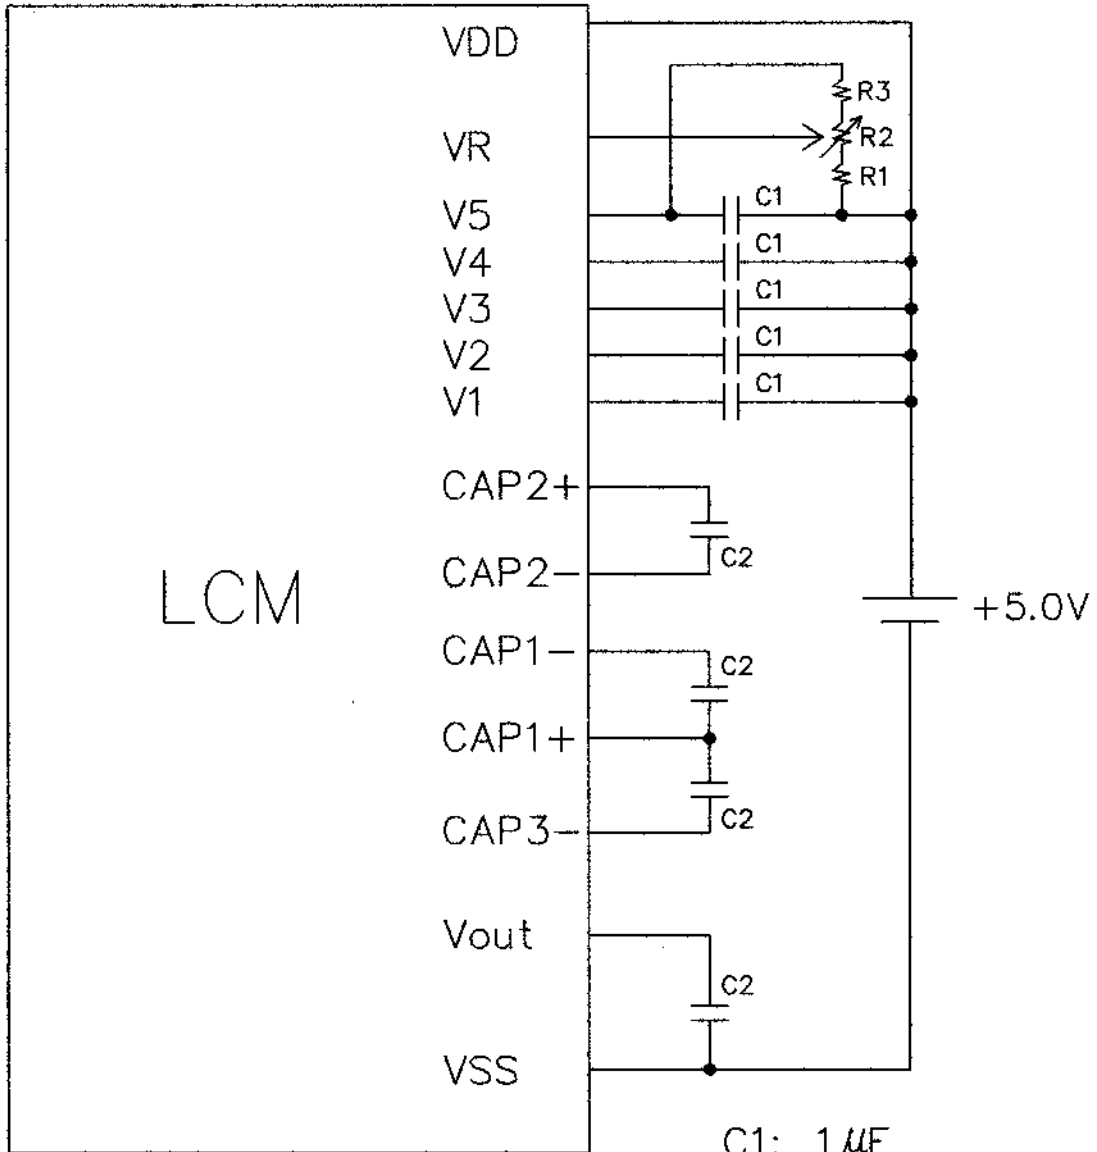 VDD
R3
VR
R2
R1
V5
C1
V4
C1
V3
C1
V2
C1
V1
C1
CAP2+
CAP2-
C2
LCM
+5.0V
CAP1-
C2
CAP1+
CAP3-
C2
Vout
C2
VSS
C1: 1μF